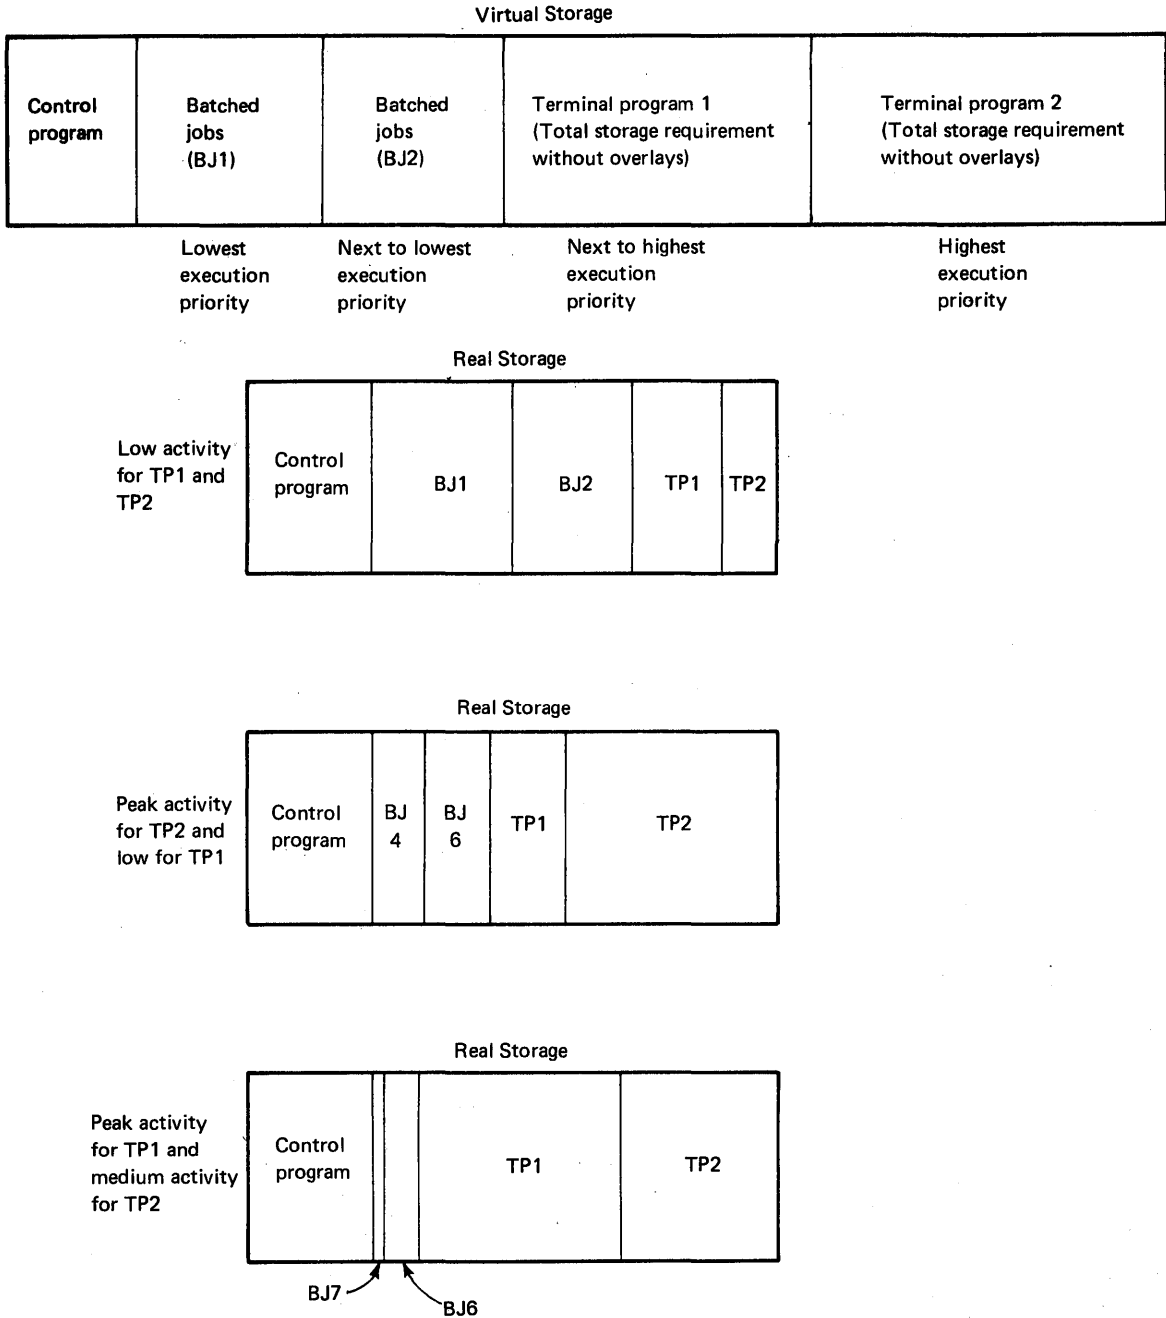 Virtual Storage
Control
program
Batched
jobs
(BJ1)
Batched
jobs
(BJ2)
Terminal program 1
(Total storage requirement
without overlays)
Terminal program 2
(Total storage requirement
without overlays)
Lowest
execution
priority
Next to lowest
execution
priority
Next to highest
execution
priority
Highest
execution
priority
Real Storage
Low activity
for TP1 and
TP2
Control
program
BJ1
BJ2
TP1
TP2
Real Storage
Peak activity
for TP2 and
low for TP1
Control
program
BJ
4
BJ
6
TP1
TP2
Real Storage
Peak activity
for TP1 and
medium activity
for TP2
Control
program
TP1
TP2
BJ7
BJ6